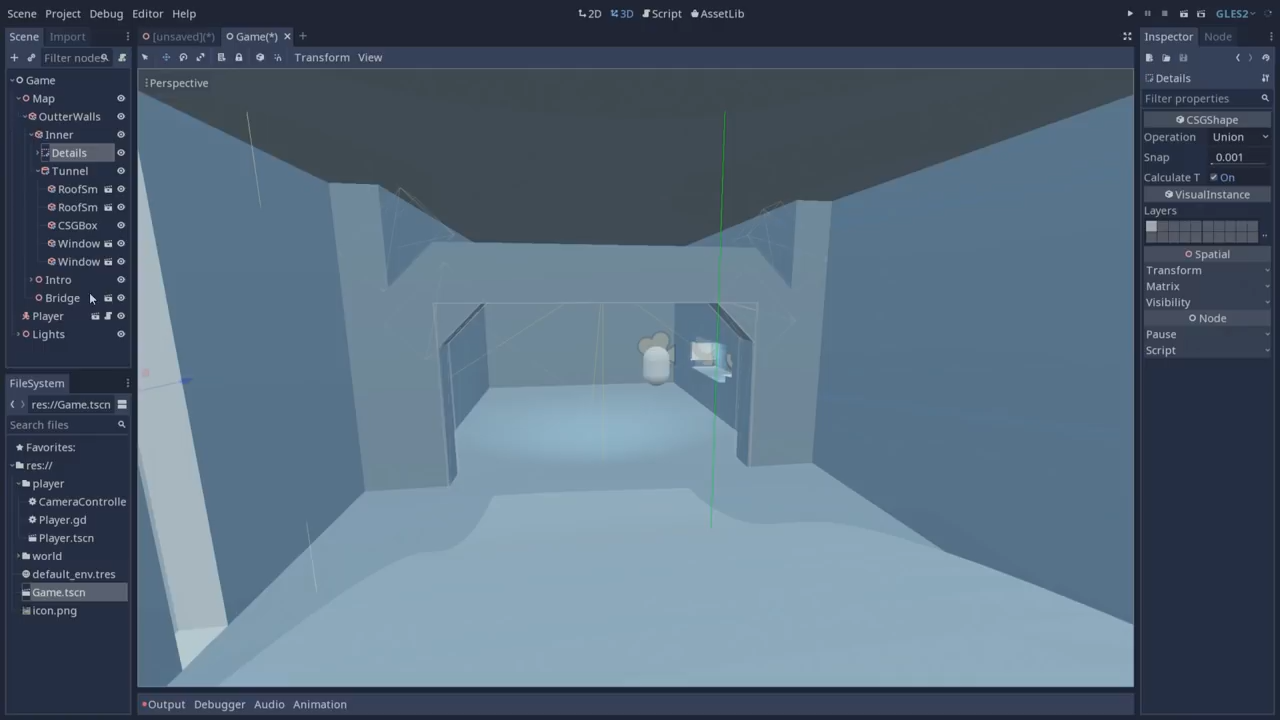 Scene Project Debug Editor Help
2D 3D Script AssetLib
GLES2
Scene Import
[unsaved](*) Game(*)
Inspector Node
Filter nodes
Transform View
Details
Filter properties
Perspective
Game
Map
OutterWalls
Inner
Details
Tunnel
RoofSm
RoofSm
CSGBox
Window
Window
Intro
Bridge
Player
Lights
CSGShape
Operation Union
Snap 0.001
Calculate T On
VisualInstance
Layers
Spatial
Transform
Matrix
Visibility
Node
Pause
Script
FileSystem
res://Game.tscn
Search files
Favorites:
res://
player
CameraControlle
Player.gd
Player.tscn
world
default_env.tres
Game.tscn
icon.png
Output Debugger Audio Animation